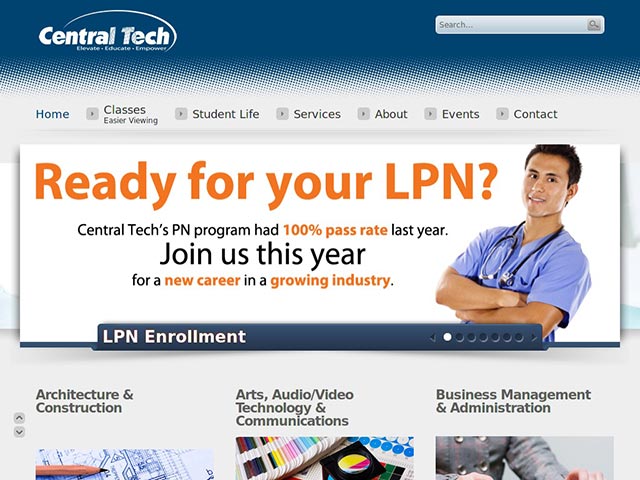 Central Tech
Elevate • Educate • Empower
Search...
Home
Classes
Easier Viewing
Student Life
Services
About
Events
Contact
Ready for your LPN?
Central Tech's PN program had 100% pass rate last year.
Join us this year
for a new career in a growing industry.
LPN Enrollment
Architecture &
Construction
Arts, Audio/Video
Technology &
Communications
Business Management
& Administration